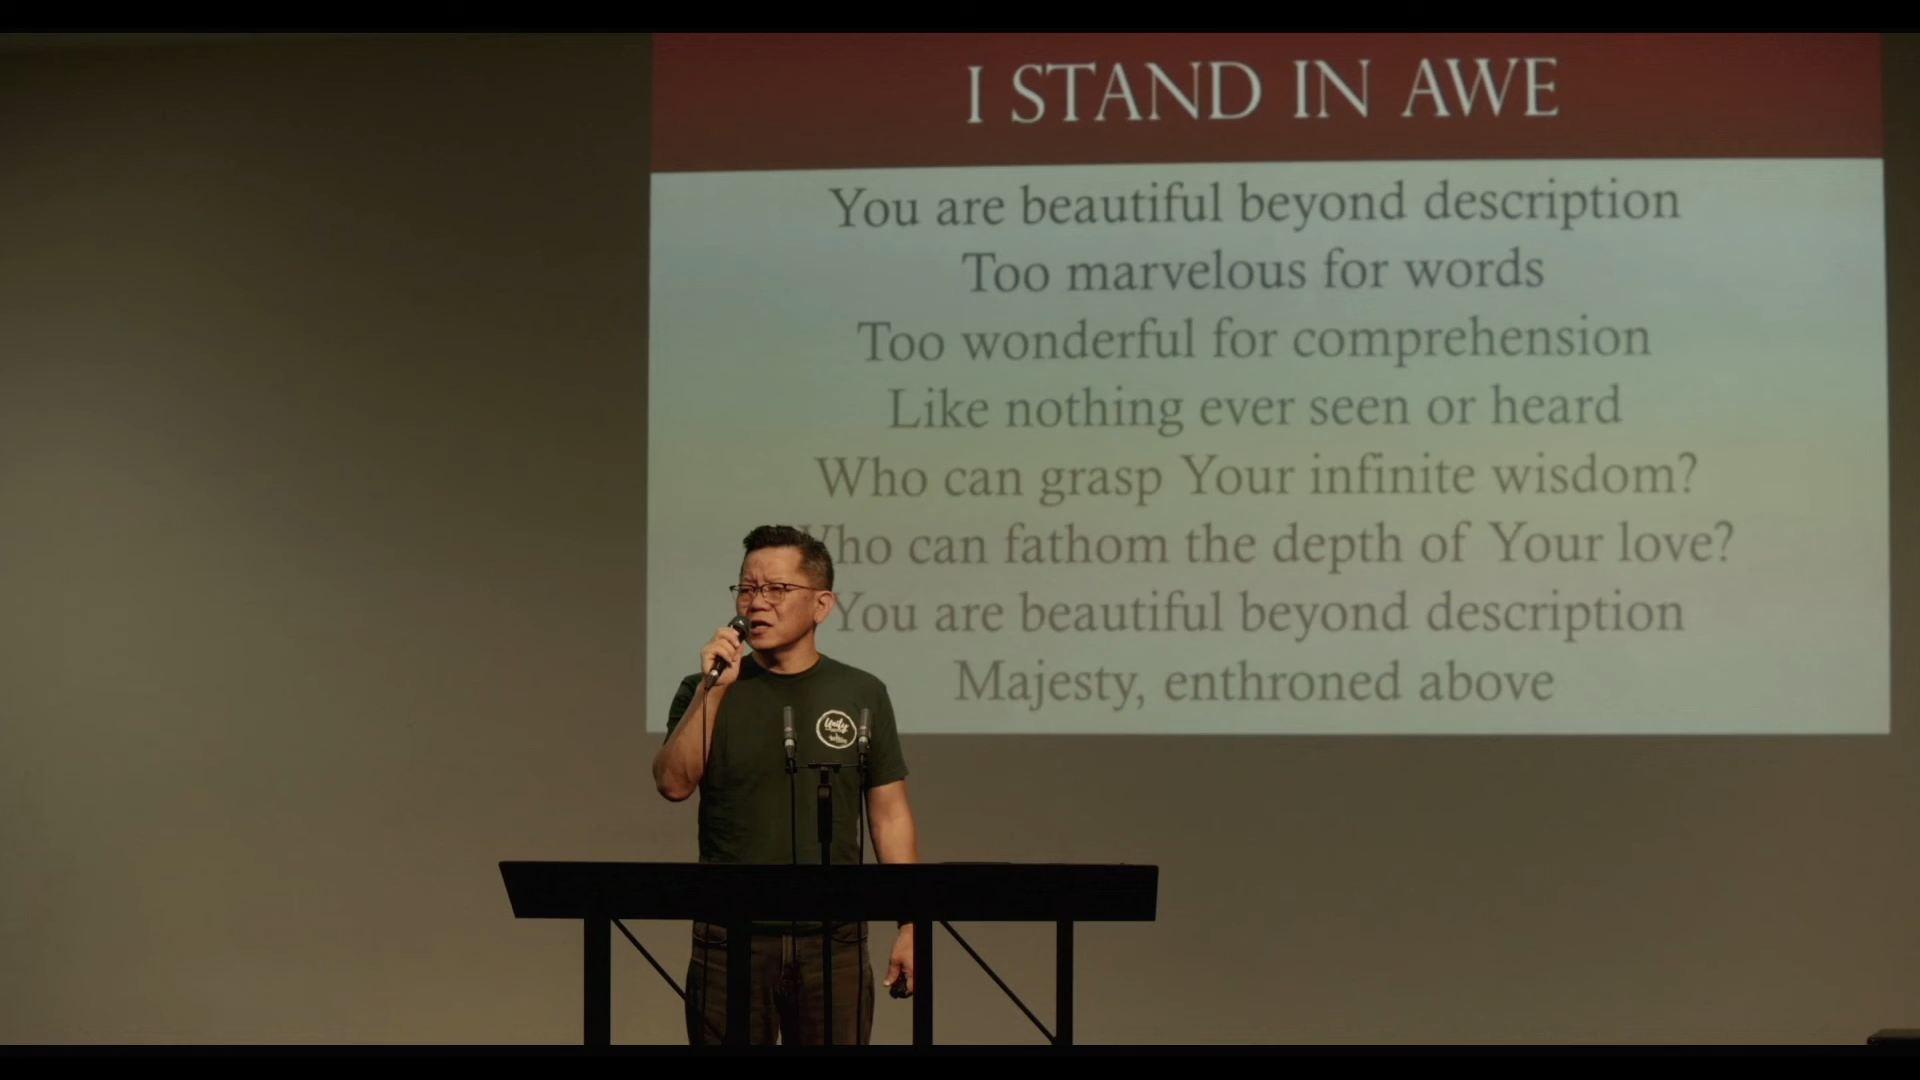 I STAND IN AWE
You are beautiful beyond description
Too marvelous for words
Too wonderful for comprehension
Like nothing ever seen or heard
Who can grasp Your infinite wisdom?
Who can fathom the depth of Your love?
You are beautiful beyond description
Majesty, enthroned above
Unity